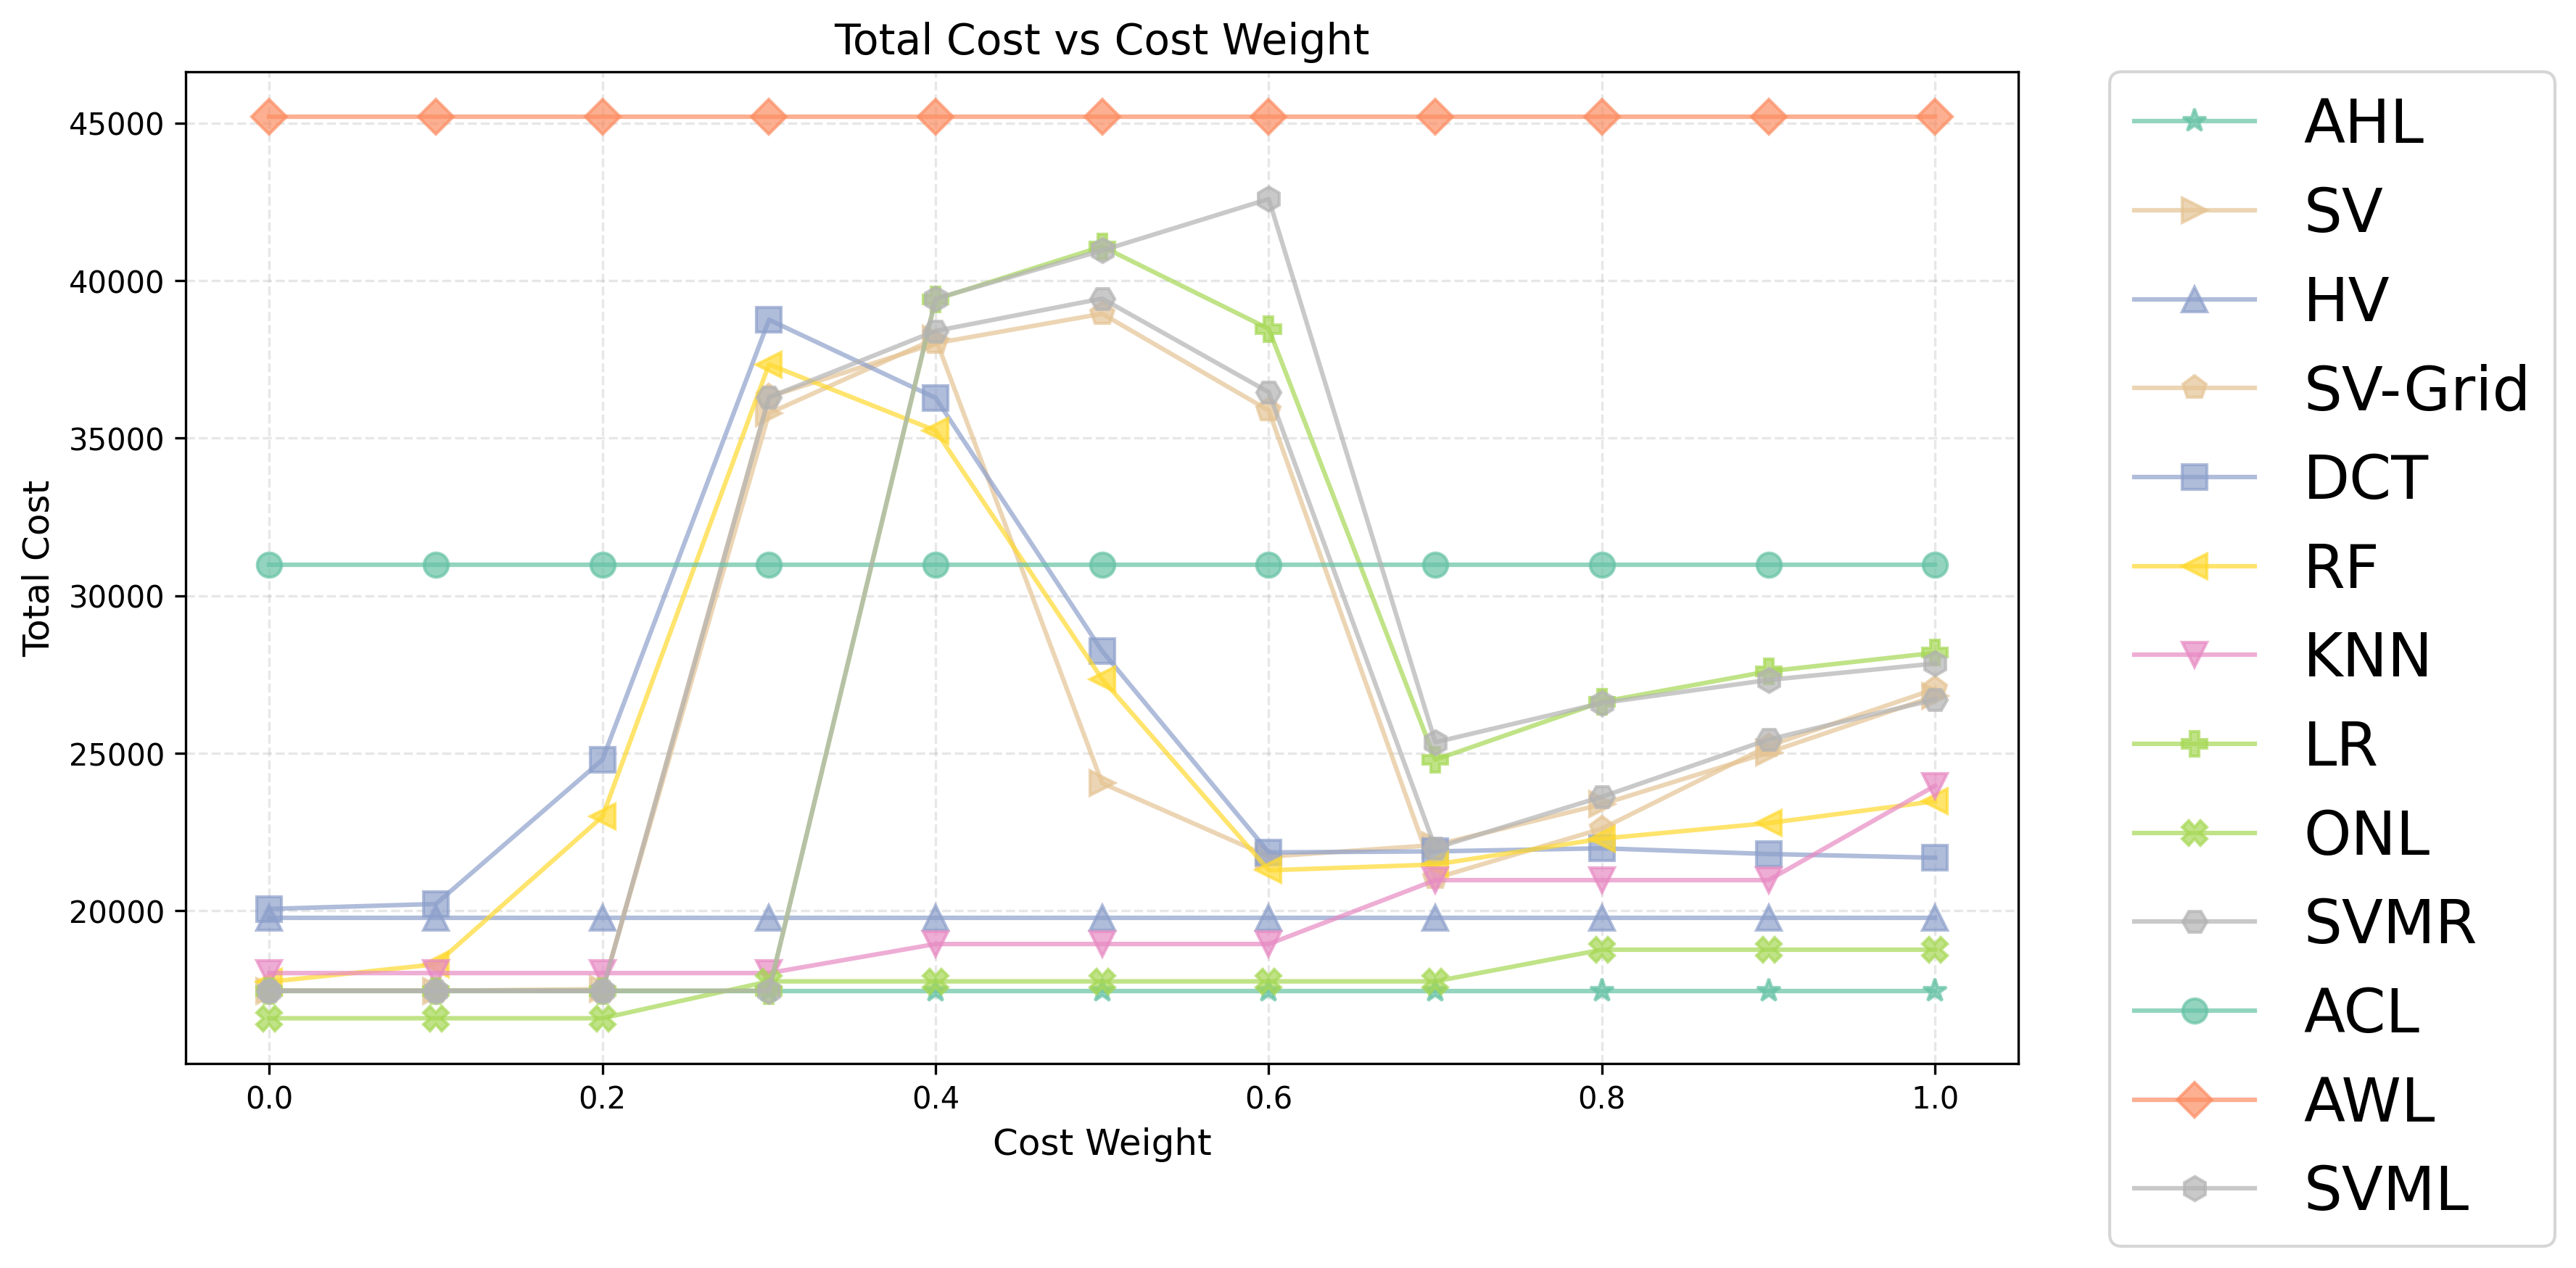 Total Cost vs Cost Weight
Total Cost
45000
40000
35000
30000
25000
20000
0.0
0.2
0.4
0.6
0.8
1.0
Cost Weight
AHL
SV
HV
SV-Grid
DCT
RF
KNN
LR
ONL
SVMR
ACL
AWL
SVML